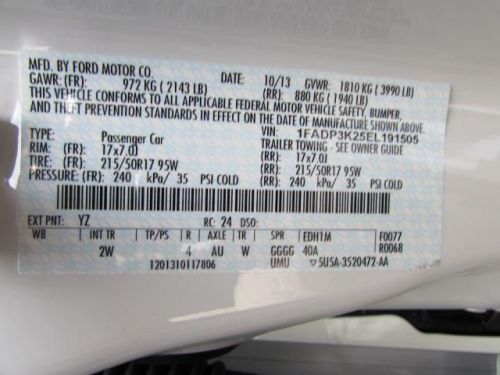 MFD. BY FORD MOTOR CO. DATE: 10/13 GVWR: 1810 KG ( 3990 LB)
GAWR: (FR): 972 KG ( 2143 LB) (RR): 880 KG ( 1940 LB)
THIS VEHICLE CONFORMS TO ALL APPLICABLE FEDERAL MOTOR VEHICLE SAFETY, BUMPER,
AND THEFT PREVENTION STANDARDS IN EFFECT ON THE DATE OF MANUFACTURE SHOWN ABOVE.
VIN: 1FADP3K25EL191505
TYPE: Passenger Car TRAILER TOWING - SEE OWNER GUIDE
RIM: (FR): 17x7.0J (RR): 17x7.0J
TIRE: (FR): 215/50R17 95W (RR): 215/50R17 95W
PRESSURE: (FR): 240 kPa/ 35 PSI COLD (RR): 240 kPa/ 35 PSI COLD
EXT PNT: YZ RC: 24 DSO:
WB INT TR TP/PS R AXLE TR SPR EDH1M F0077
2W 4 AU W GGGG 40A R0068
1201310117806 UMU 5U5A-3520472-AA